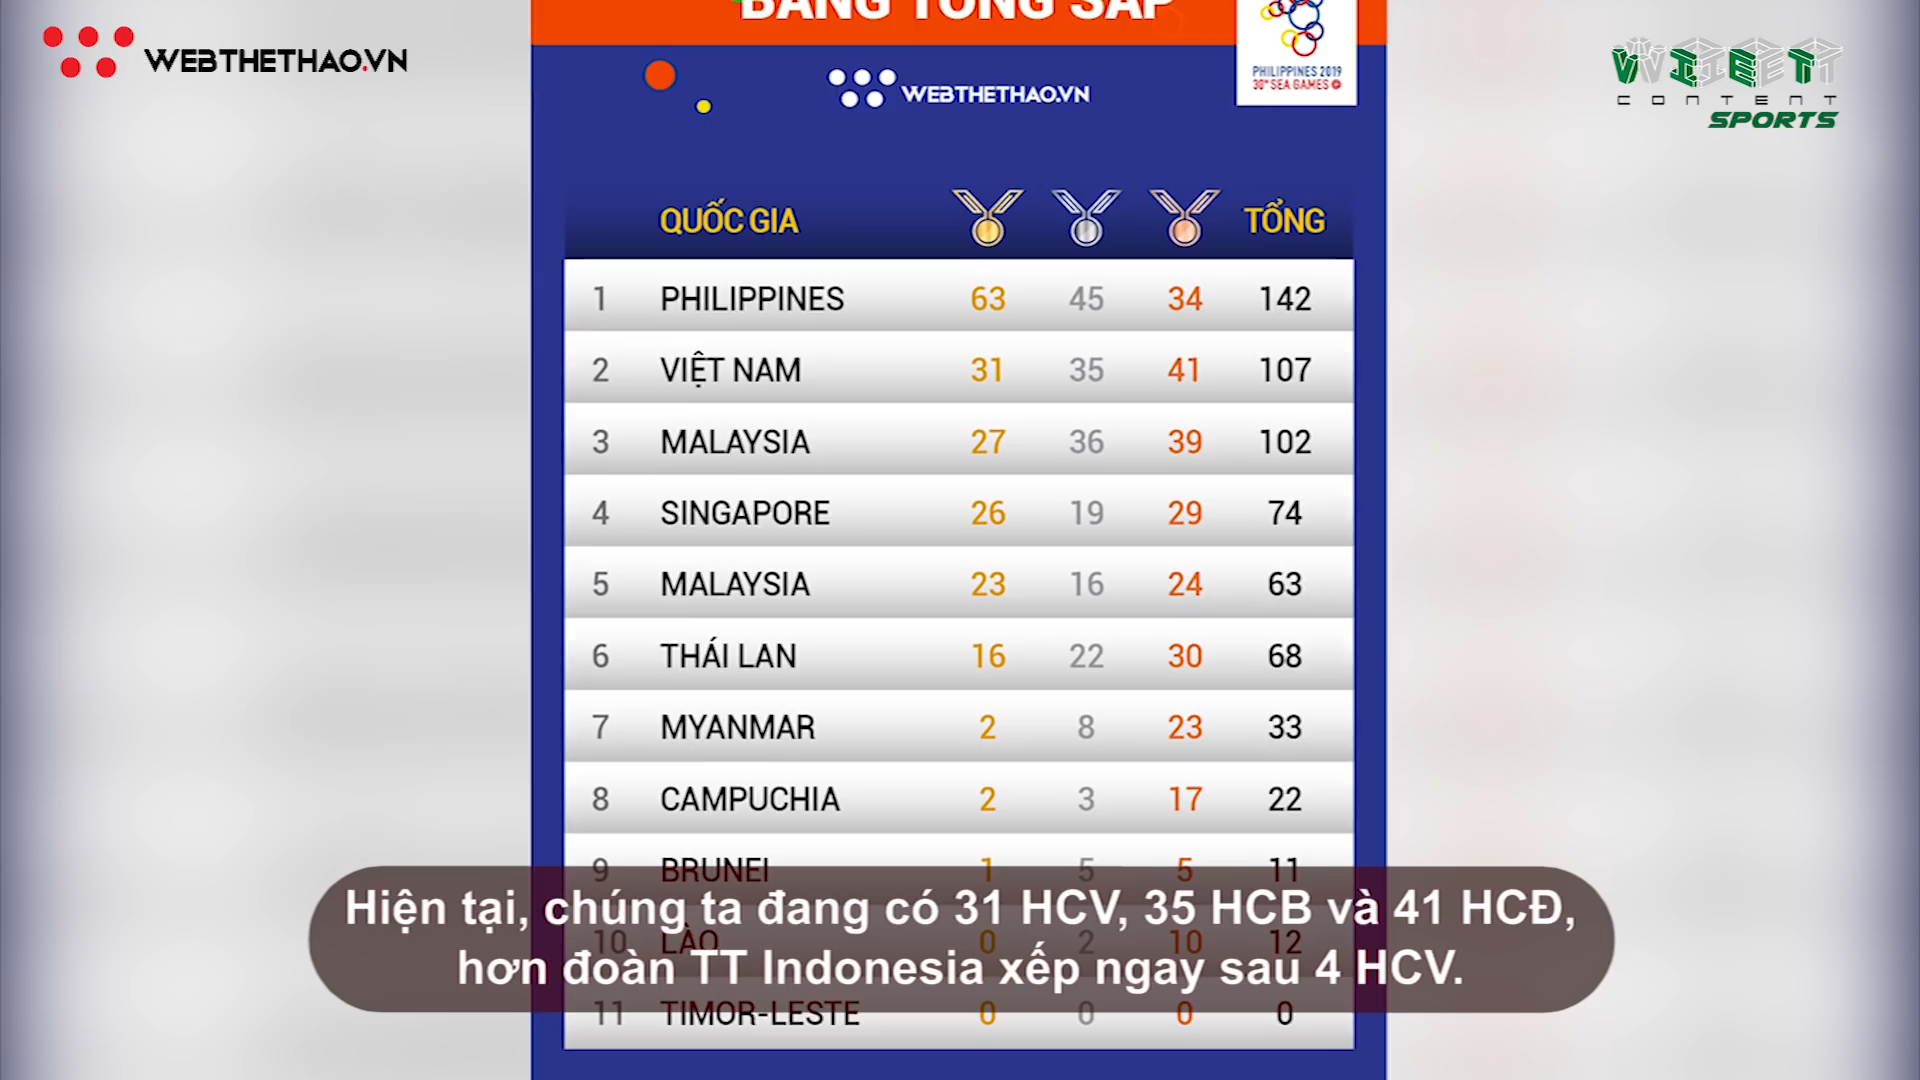 BẢNG TỔNG SẮP
WEBTHETHAO.VN
WEBTHETHAO.VN
PHILIPPINES 2019
30TH SEA GAMES
VIET
CONTENT
SPORTS
QUỐC GIA TỔNG
1 PHILIPPINES 63 45 34 142
2 VIỆT NAM 31 35 41 107
3 MALAYSIA 27 36 39 102
4 SINGAPORE 26 19 29 74
5 MALAYSIA 23 16 24 63
6 THÁI LAN 16 22 30 68
7 MYANMAR 2 8 23 33
8 CAMPUCHIA 2 3 17 22
9 BRUNEI 1 5 5 11
Hiện tại, chúng ta đang có 31 HCV, 35 HCB và 41 HCĐ,
10 LÀO 0 2 10 12
hơn đoàn TT Indonesia xếp ngay sau 4 HCV.
11 TIMOR-LESTE 0 0 0 0